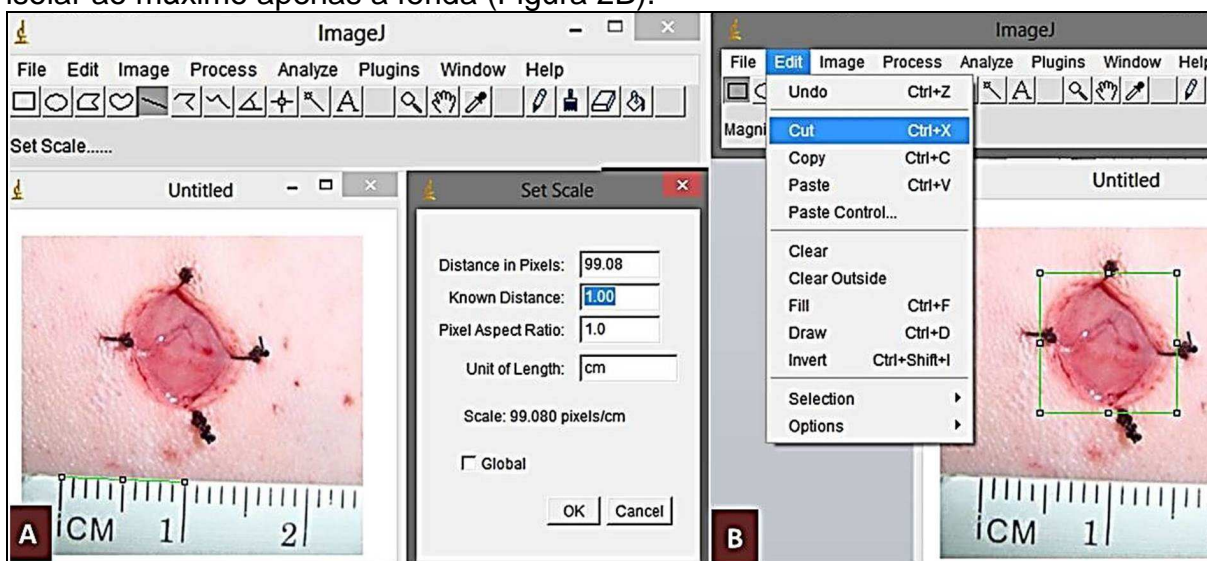 isolar ao máximo apenas a ferida (Figura 2B).
ImageJ
File Edit Image Process Analyze Plugins Window Help
Set Scale......
Untitled
Set Scale
Distance in Pixels: 99.08
Known Distance: 1.00
Pixel Aspect Ratio: 1.0
Unit of Length: cm
Scale: 99.080 pixels/cm
Global
OK Cancel
iCM 1 2
A
ImageJ
File Edit Image Process Analyze Plugins Window Help
Magni
Undo Ctrl+Z
Cut Ctrl+X
Copy Ctrl+C
Paste Ctrl+V
Paste Control...
Clear
Clear Outside
Fill Ctrl+F
Draw Ctrl+D
Invert Ctrl+Shift+I
Selection
Options
Untitled
iCM 1
B